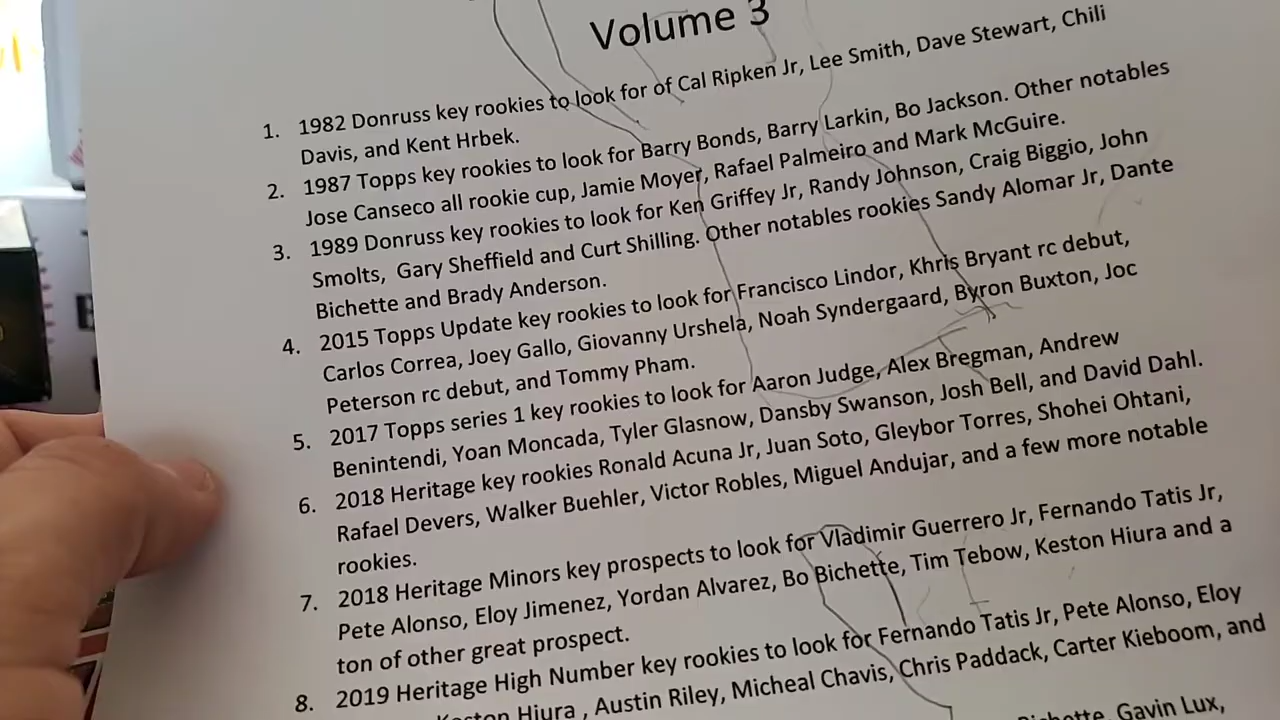 Volume 3
1. 1982 Donruss key rookies to look for of Cal Ripken Jr, Lee Smith, Dave Stewart, Chili
Davis, and Kent Hrbek.
2. 1987 Topps key rookies to look for Barry Bonds, Barry Larkin, Bo Jackson. Other notables
Jose Canseco all rookie cup, Jamie Moyer, Rafael Palmeiro and Mark McGuire.
3. 1989 Donruss key rookies to look for Ken Griffey Jr, Randy Johnson, Craig Biggio, John
Smolts, Gary Sheffield and Curt Shilling. Other notables rookies Sandy Alomar Jr, Dante
Bichette and Brady Anderson.
4. 2015 Topps Update key rookies to look for Francisco Lindor, Khris Bryant rc debut,
Carlos Correa, Joey Gallo, Giovanny Urshela, Noah Syndergaard, Byron Buxton, Joc
Peterson rc debut, and Tommy Pham.
5. 2017 Topps series 1 key rookies to look for Aaron Judge, Alex Bregman, Andrew
Benintendi, Yoan Moncada, Tyler Glasnow, Dansby Swanson, Josh Bell, and David Dahl.
6. 2018 Heritage key rookies Ronald Acuna Jr, Juan Soto, Gleybor Torres, Shohei Ohtani,
Rafael Devers, Walker Buehler, Victor Robles, Miguel Andujar, and a few more notable
rookies.
7. 2018 Heritage Minors key prospects to look for Vladimir Guerrero Jr, Fernando Tatis Jr,
Pete Alonso, Eloy Jimenez, Yordan Alvarez, Bo Bichette, Tim Tebow, Keston Hiura and a
ton of other great prospect.
8. 2019 Heritage High Number key rookies to look for Fernando Tatis Jr, Pete Alonso, Eloy
Keston Hiura , Austin Riley, Micheal Chavis, Chris Paddack, Carter Kieboom, and
Bichette, Gavin Lux,